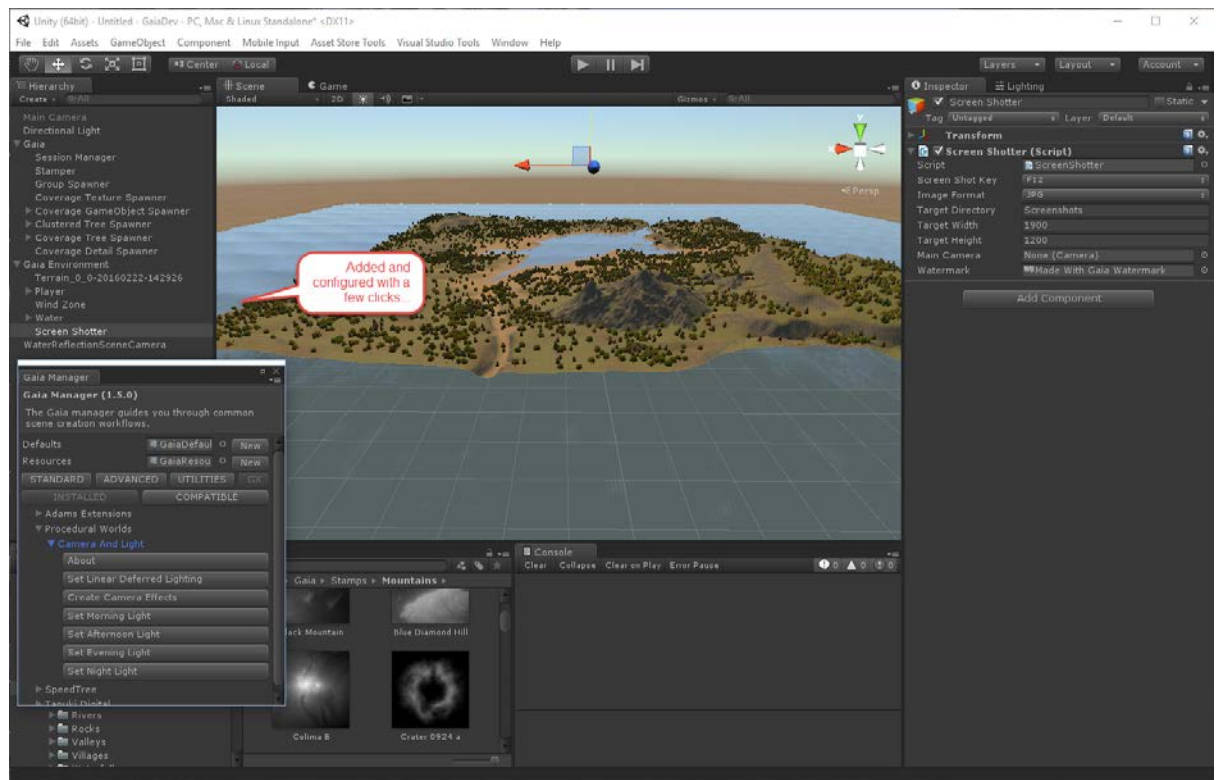 Unity (64bit) - Untitled - GaiaDev - PC, Mac & Linux Standalone* <DX11>
File Edit Assets GameObject Component Mobile Input Asset Store Tools Visual Studio Tools Window Help
Center Local
Layers Layout Account
Hierarchy
Create All
Main Camera
Directional Light
Gaia
Session Manager
Stamper
Group Spawner
Coverage Texture Spawner
Coverage GameObject Spawner
Clustered Tree Spawner
Coverage Tree Spawner
Coverage Detail Spawner
Gaia Environment
Terrain_0_0-20160222-142926
Player
Wind Zone
Water
Screen Shotter
WaterReflectionSceneCamera
Scene Game
Shaded 2D Gizmos All
y
x
Persp
Added and
configured with a
few clicks...
Inspector Lighting
Screen Shotter Static
Tag Untagged Layer Default
Transform
Screen Shotter (Script)
Script ScreenShotter
Screen Shot Key F12
Image Format JPG
Target Directory Screenshots
Target Width 1900
Target Height 1200
Main Camera None (Camera)
Watermark Made With Gaia Watermark
Add Component
Gaia Manager
Gaia Manager (1.5.0)
The Gaia manager guides you through common
scene creation workflows.
Defaults GaiaDefaul New
Resources GaiaResou New
STANDARD ADVANCED UTILITIES GX
INSTALLED COMPATIBLE
Adams Extensions
Procedural Worlds
Camera And Light
About
Set Linear Deferred Lighting
Create Camera Effects
Set Morning Light
Set Afternoon Light
Set Evening Light
Set Night Light
SpeedTree
Tanuki Digital
Rivers
Rocks
Valleys
Villages
Gaia Stamps Mountains
ack Mountain Blue Diamond Hill
Colima B Crater 0924 a
Console
Clear Collapse Clear on Play Error Pause 0 0 0